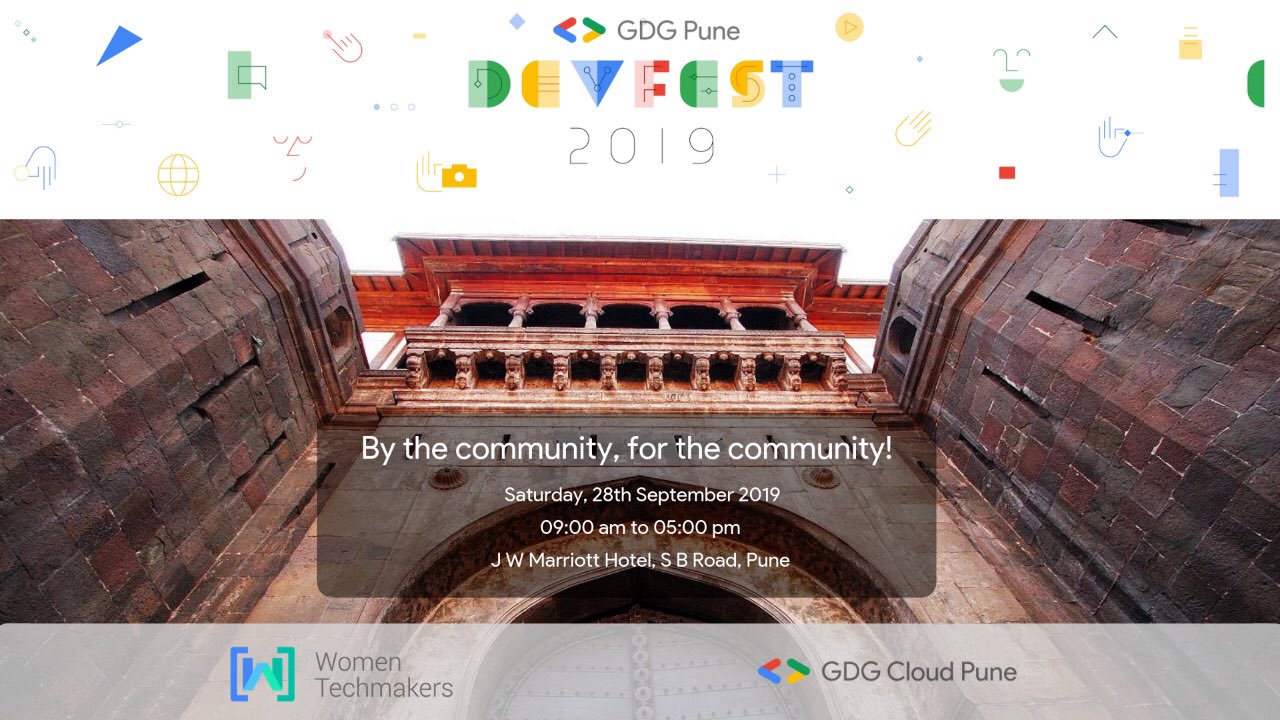 GDG Pune
DEVFEST
2019
By the community, for the community!
Saturday, 28th September 2019
09:00 am to 05:00 pm
J W Marriott Hotel, S B Road, Pune
Women
Techmakers
GDG Cloud Pune